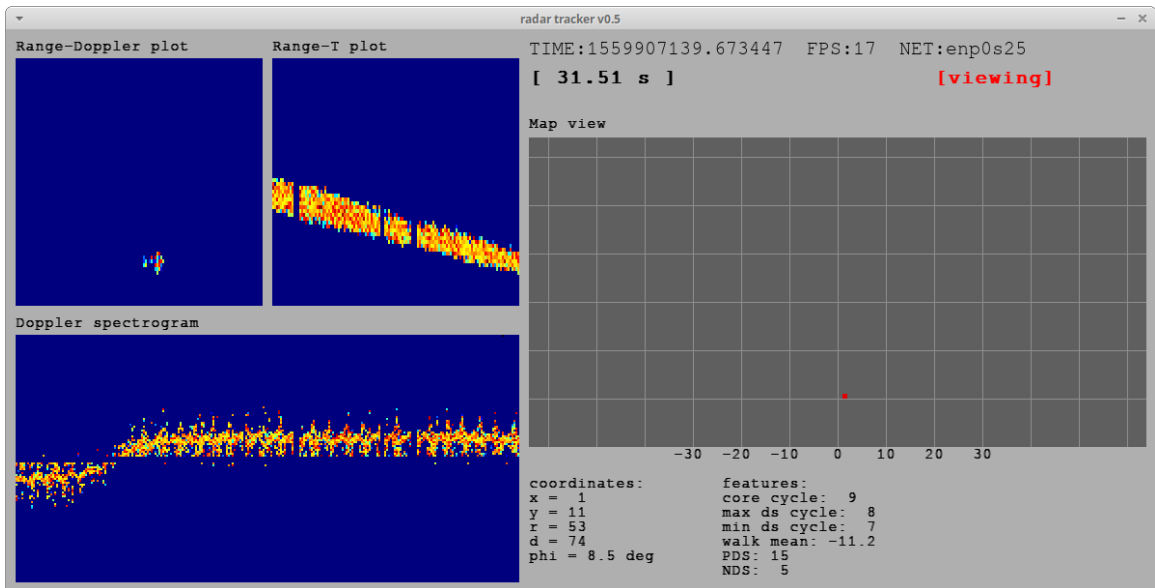 radar tracker v0.5
Range-Doppler plot
Range-T plot
TIME:1559907139.673447 FPS:17 NET:enp0s25
[ 31.51 s ]
[viewing]
Map view
Doppler spectrogram
-30 -20 -10 0 10 20 30
coordinates:
x = 1
y = 11
r = 53
d = 74
phi = 8.5 deg
features:
core cycle: 9
max ds cycle: 8
min ds cycle: 7
walk mean: -11.2
PDS: 15
NDS: 5